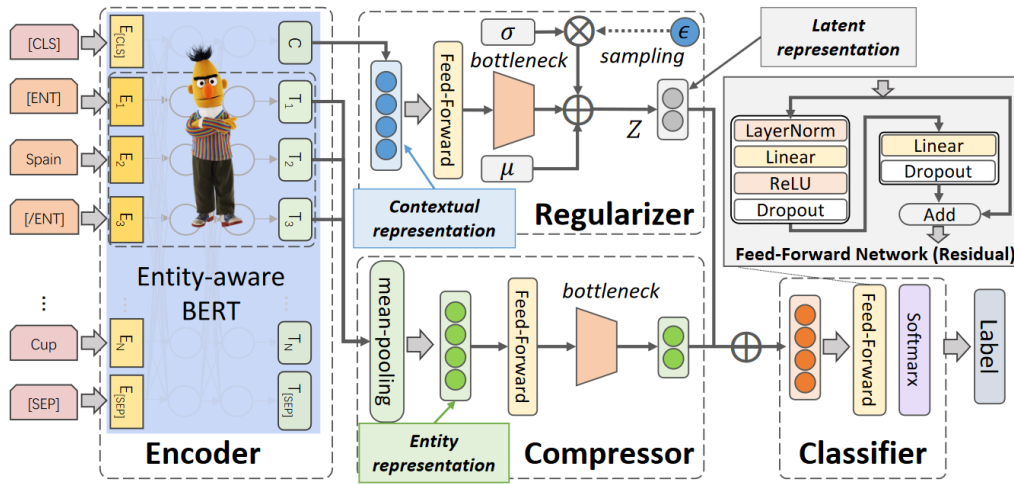 [CLS]
[ENT]
Spain
[/ENT]
...
Cup
[SEP]
E[CLS]
E1
E2
E3
...
EN
E[SEP]
C
T1
T2
T3
...
TN
T[SEP]
Entity-aware
BERT
Encoder
Feed-Forward
bottleneck
σ
ϵ
sampling
μ
Z
Contextual
representation
Regularizer
Latent
representation
mean-pooling
Feed-Forward
bottleneck
Entity
representation
Compressor
LayerNorm
Linear
ReLU
Dropout
Linear
Dropout
Add
Feed-Forward Network (Residual)
Feed-Forward
Softmarx
Label
Classifier